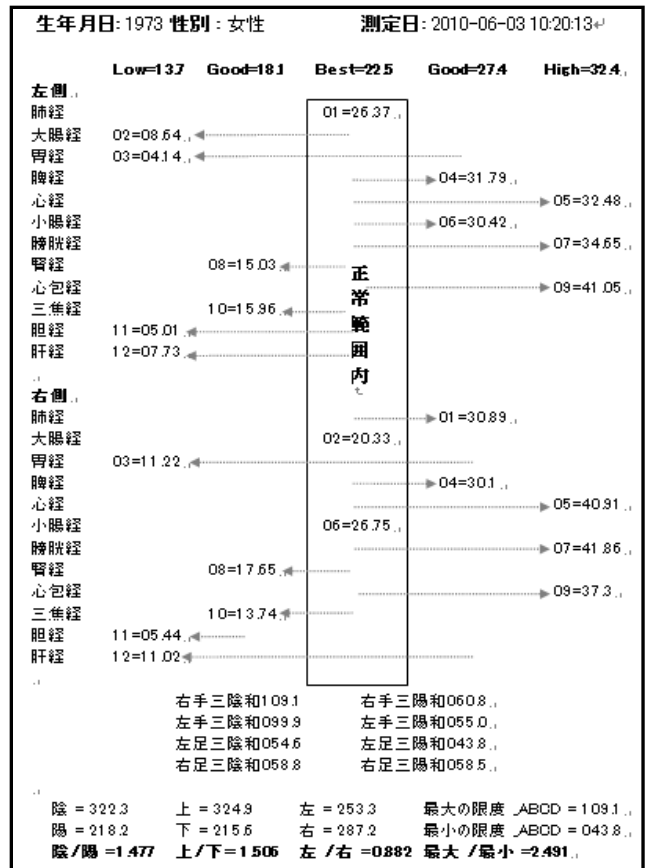 生年月日: 1973 性別 : 女性 測定日: 2010-06-03 10:20:13
Low=13.7 Good=18.1 Best=22.5 Good=27.4 High=32.4
左側
肺経 01=26.37
大腸経 02=08.64
胃経 03=04.14
脾経 04=31.79
心経 05=32.48
小腸経 06=30.42
膀胱経 07=34.65
腎経 08=15.03
心包経 09=41.05
三焦経 10=15.96
胆経 11=05.01
肝経 12=07.73
正常範囲内
右側
肺経 01=30.89
大腸経 02=20.33
胃経 03=11.22
脾経 04=30.1
心経 05=40.91
小腸経 06=26.75
膀胱経 07=41.86
腎経 08=17.65
心包経 09=37.3
三焦経 10=13.74
胆経 11=05.44
肝経 12=11.02
右手三陰和109.1 右手三陽和060.8
左手三陰和099.9 左手三陽和055.0
左足三陰和054.6 左足三陽和043.8
右足三陰和058.8 右足三陽和058.5
陰 = 322.3 上 = 324.9 左 = 253.3 最大の限度 _ABCD = 109.1
陽 = 218.2 下 = 215.6 右 = 287.2 最小の限度 _ABCD = 043.8
陰/陽 =1.477 上/下=1.506 左 /右 =0.882 最大 /最小 =2.491